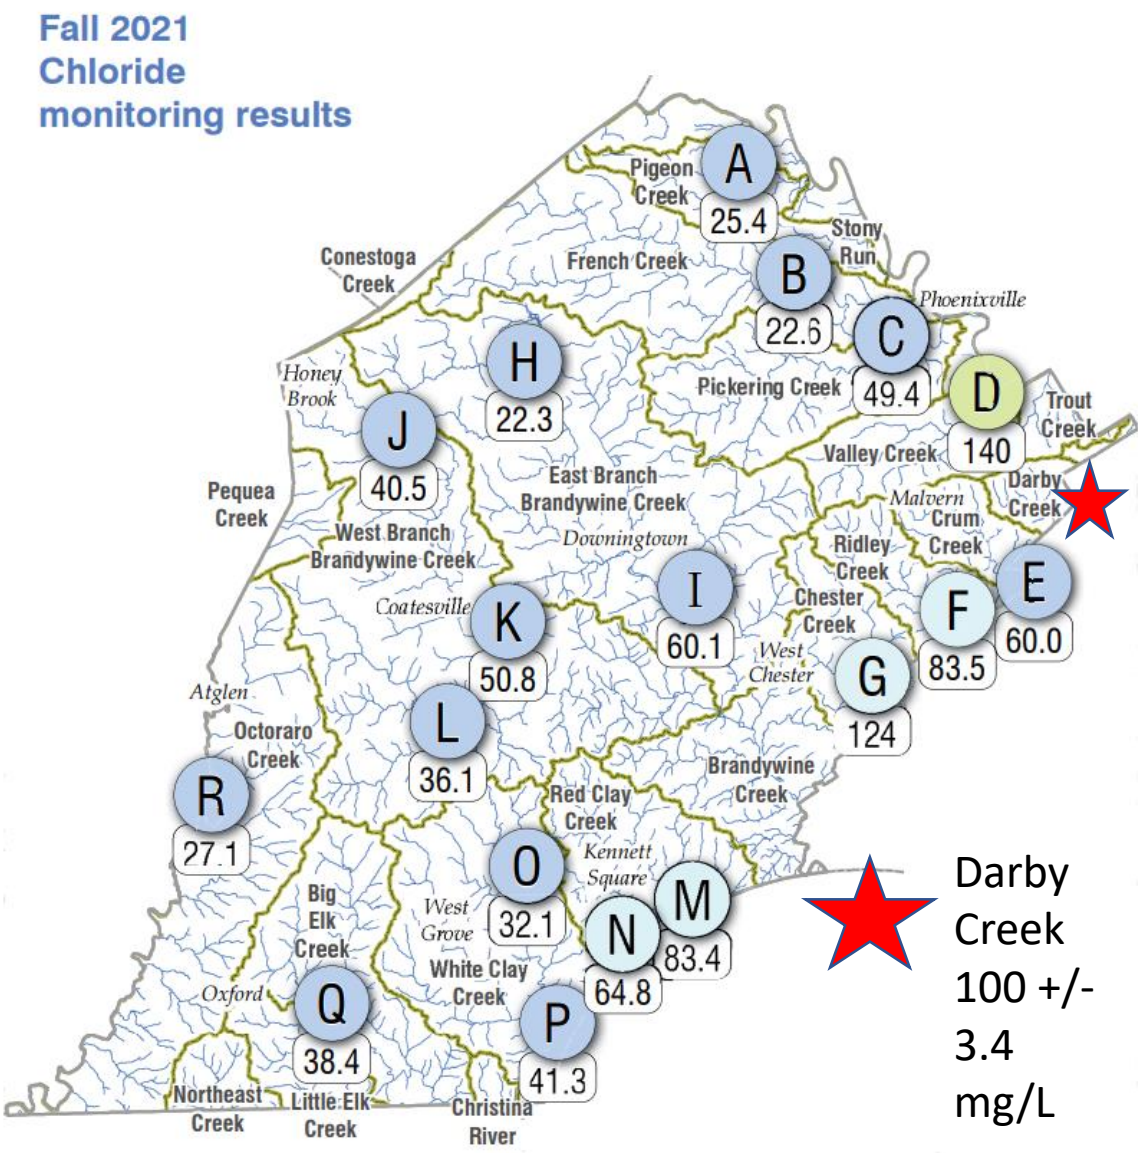 Fall 2021
Chloride
monitoring results
A
25.4
Pigeon
Creek
Stony
Run
Conestoga
Creek
French Creek
B
22.6
Phoenixville
C
49.4
H
22.3
Honey
Brook
Pickering Creek
D
140
Trout
Creek
J
40.5
Valley Creek
East Branch
Brandywine Creek
Pequea
Creek
Malvern
Darby
Creek
Crum
Creek
West Branch
Brandywine Creek
Downingtown
Ridley
Creek
E
60.0
Coatesville
K
50.8
I
60.1
Chester
Creek
F
83.5
West
Chester
G
124
Atglen
L
36.1
Octoraro
Creek
R
27.1
Brandywine
Creek
Red Clay
Creek
O
32.1
Kennett
Square
M
83.4
Big
Elk
Creek
West
Grove
N
64.8
White Clay
Creek
Oxford
Q
38.4
P
41.3
Northeast
Creek
Little Elk
Creek
Christina
River
Darby
Creek
100 +/-
3.4
mg/L